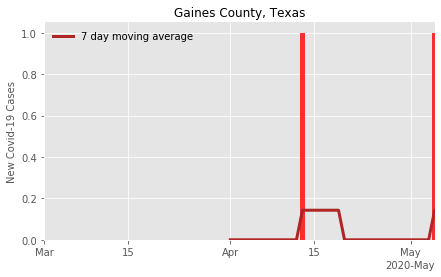 Gaines County, Texas
7 day moving average
New Covid-19 Cases
1.0
0.8
0.6
0.4
0.2
0.0
Mar
15
Apr
15
May
2020-May